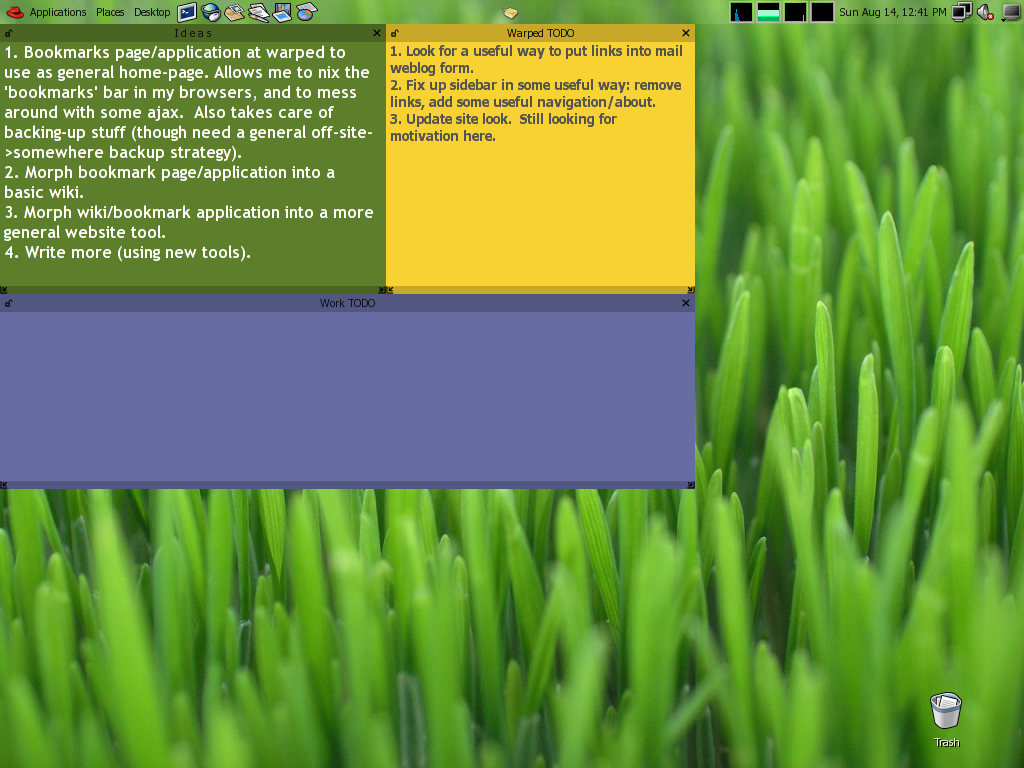 Applications Places Desktop Sun Aug 14, 12:41 PM
Ideas
1. Bookmarks page/application at warped to
use as general home-page. Allows me to nix the
'bookmarks' bar in my browsers, and to mess
around with some ajax.  Also takes care of
backing-up stuff (though need a general off-site-
>somewhere backup strategy).
2. Morph bookmark page/application into a
basic wiki.
3. Morph wiki/bookmark application into a more
general website tool.
4. Write more (using new tools).
Warped TODO
1. Look for a useful way to put links into mail
weblog form.
2. Fix up sidebar in some useful way: remove
links, add some useful navigation/about.
3. Update site look.  Still looking for
motivation here.
Work TODO
Trash